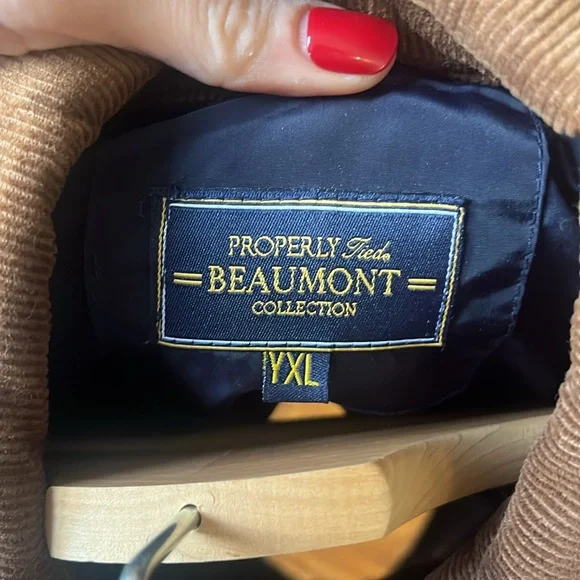 PROPERLY Tied
BEAUMONT
COLLECTION
YXL